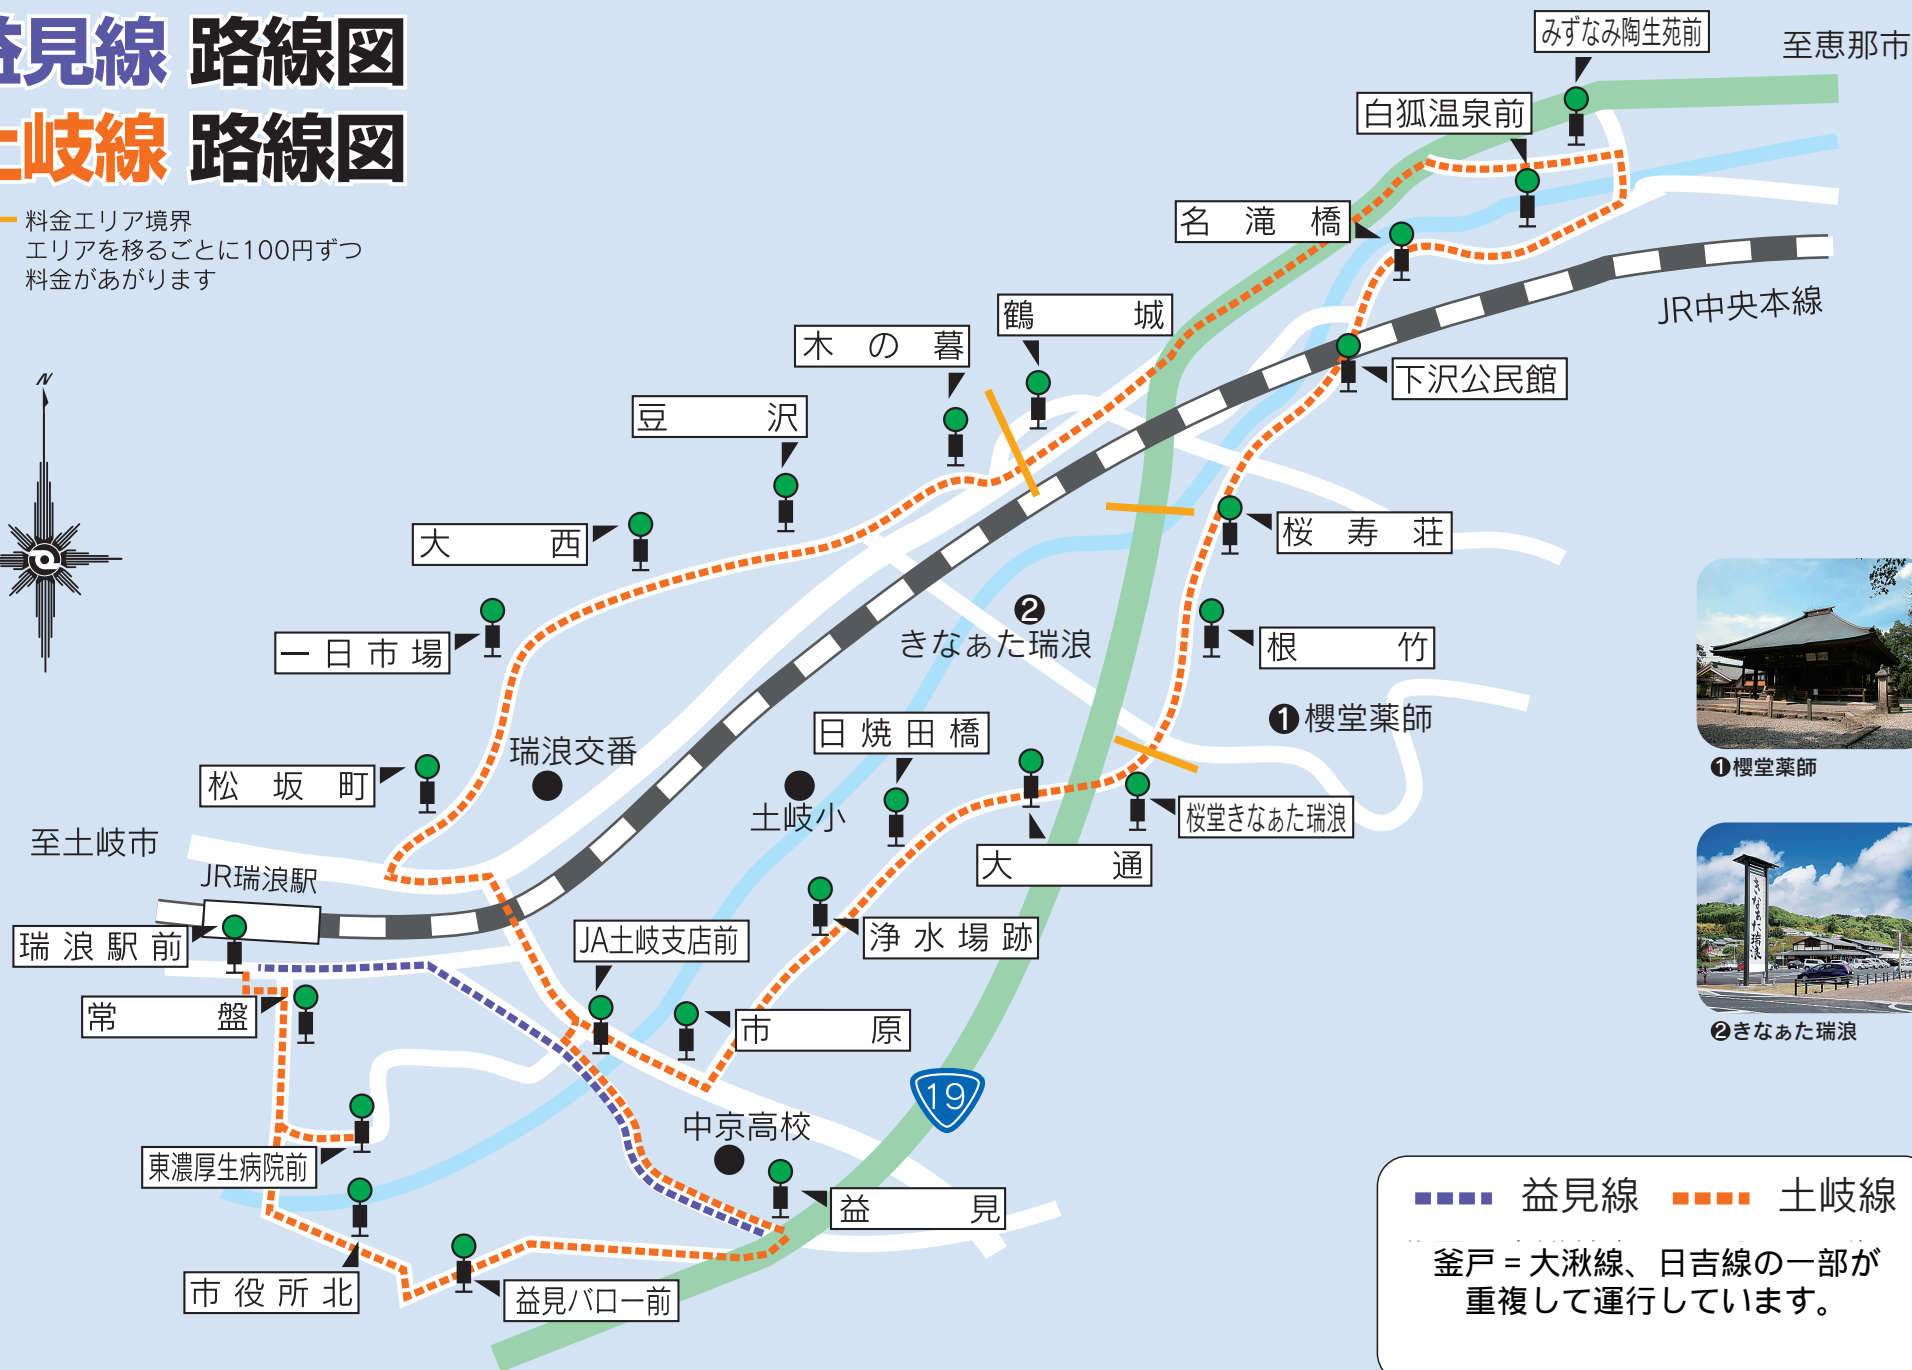 益見線 路線図
土岐線 路線図
料金エリア境界
エリアを移るごとに100円ずつ
料金があがります
みずなみ陶生苑前
至恵那市
白狐温泉前
名滝橋
JR中央本線
鶴城
木の暮
下沢公民館
豆沢
大西
桜寿荘
N
一日市場
❷
きなぁた瑞浪
根竹
❶櫻堂薬師
日焼田橋
瑞浪交番
松坂町
土岐小
桜堂きなぁた瑞浪
❶櫻堂薬師
至土岐市
大通
JR瑞浪駅
きなぁた瑞浪
瑞浪駅前
JA土岐支店前
浄水場跡
常盤
市原
❷きなぁた瑞浪
19
中京高校
東濃厚生病院前
益見
益見線
土岐線
市役所北
益見バロー前
釜戸=大湫線、日吉線の一部が
重複して運行しています。